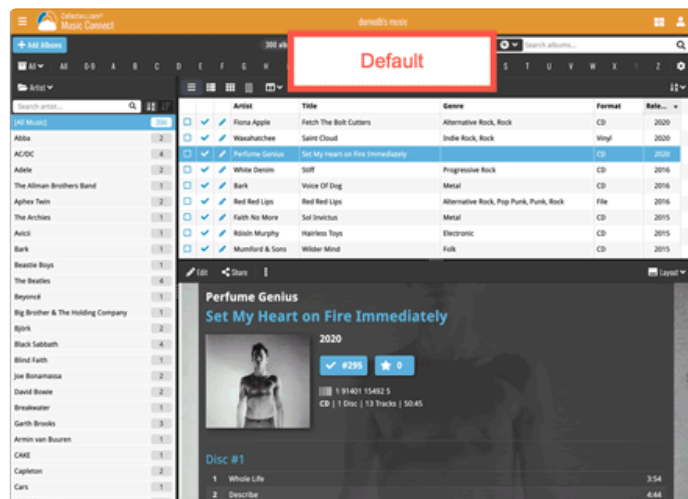 Collectorz.com®
Music Connect
demodb's music
+ Add Albums
300
Default
Search albums...
All
All 0-9 A B C D E F G H S T U V W X Y Z
Artist
Search artist...
Artist Title Genre Format Rele...
[All Music] 300
Abba 2
AC/DC 4
Adele 2
The Allman Brothers Band 1
Aphex Twin 2
The Archies 1
Avicii 1
Bark 1
Beastie Boys 1
The Beatles 4
Beyoncé 1
Big Brother & The Holding Company 1
Björk 2
Black Sabbath 4
Blind Faith 1
Joe Bonamassa 2
David Bowie 2
Breakwater 1
Garth Brooks 3
Armin van Buuren 1
CAKE 1
Capleton 2
Cars 1
Fiona Apple Fetch The Bolt Cutters Alternative Rock, Rock CD 2020
Waxahatchee Saint Cloud Indie Rock, Rock Vinyl 2020
Perfume Genius Set My Heart on Fire Immediately CD 2020
White Denim Stiff Progressive Rock CD 2016
Bark Voice Of Dog Metal CD 2016
Red Red Lips Red Red Lips Alternative Rock, Pop Punk, Punk, Rock File 2016
Faith No More Sol Invictus Metal CD 2015
Róisín Murphy Hairless Toys Electronic CD 2015
Mumford & Sons Wilder Mind Folk CD 2015
Edit Share Layout
Perfume Genius
Set My Heart on Fire Immediately
2020
#295 0
1 91401 15492 5
CD | 1 Disc | 13 Tracks | 50:45
Disc #1
1 Whole Life 3:54
2 Describe 4:44